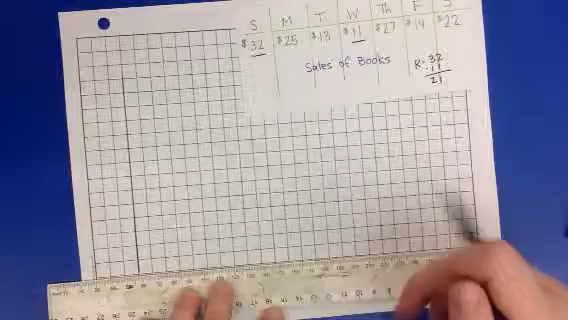 S M T W Th F S
$32 $25 $13 $11 $27 $14 $22
Sales of Books
R= 32
- 11
21